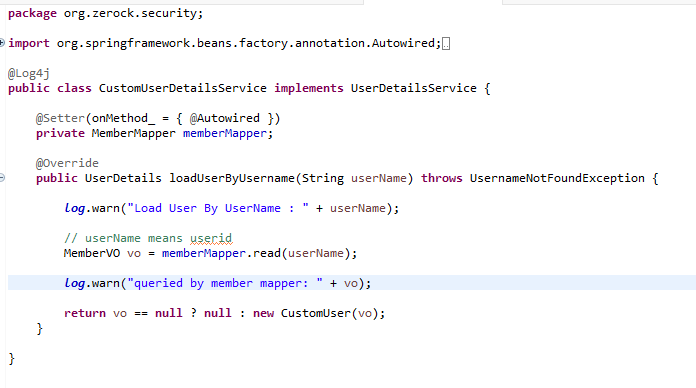 package org.zerock.security;
import org.springframework.beans.factory.annotation.Autowired;
@Log4j
public class CustomUserDetailsService implements UserDetailsService {
@Setter(onMethod_ = { @Autowired })
private MemberMapper memberMapper;
@Override
public UserDetails loadUserByUsername(String userName) throws UsernameNotFoundException {
log.warn("Load User By UserName : " + userName);
// userName means userid
MemberVO vo = memberMapper.read(userName);
log.warn("queried by member mapper: " + vo);
return vo == null ? null : new CustomUser(vo);
}
}